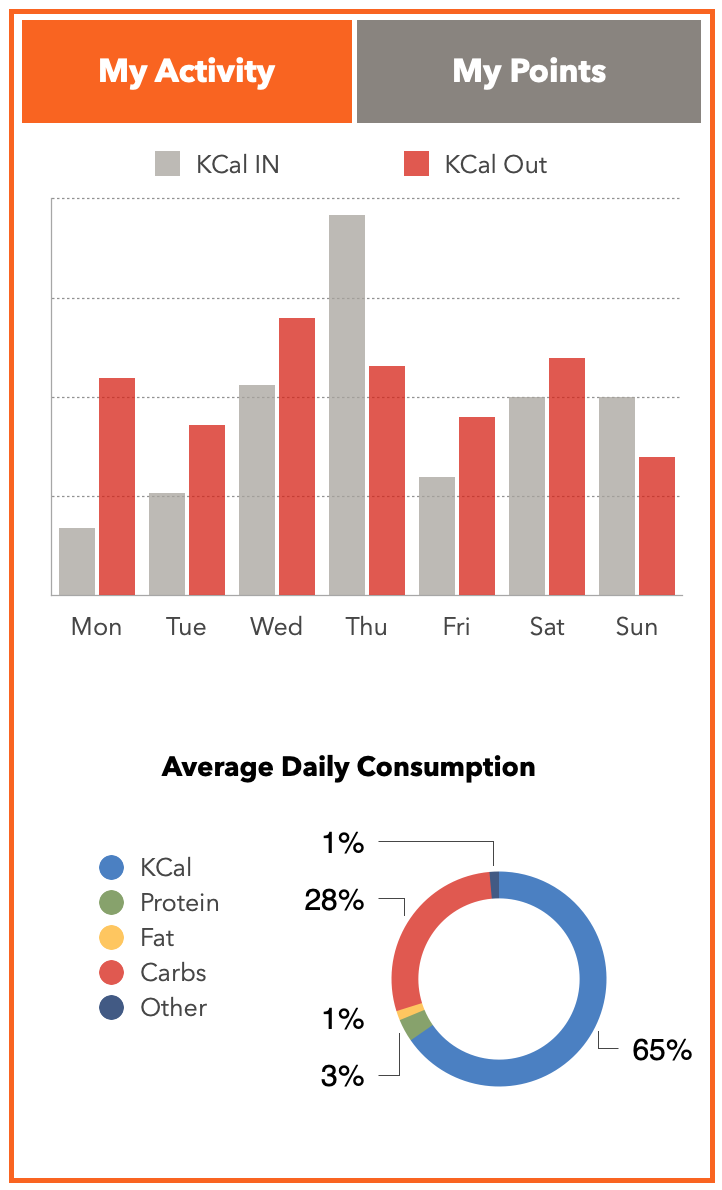 My Activity
My Points
KCal IN
KCal Out
Mon Tue Wed Thu Fri Sat Sun
Average Daily Consumption
KCal
Protein
Fat
Carbs
Other
1%
28%
1%
3%
65%